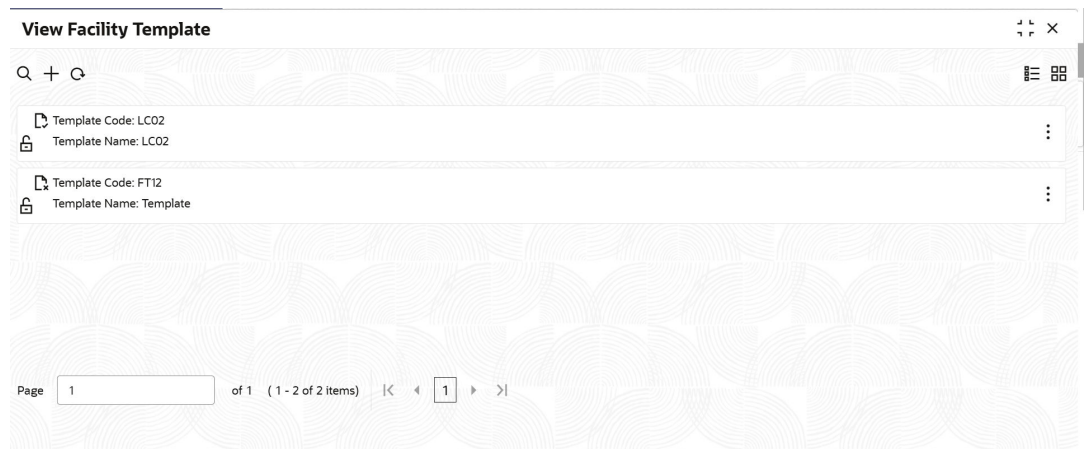 View Facility Template
Template Code: LC02
Template Name: LC02
Template Code: FT12
Template Name: Template
Page 1 of 1 ( 1 - 2 of 2 items) 1